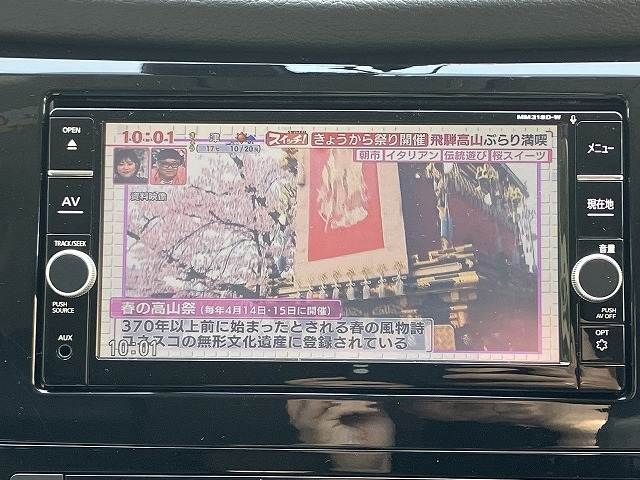 MM318D-W
OPEN
AV
TRACK/SEEK
PUSH
SOURCE
AUX
メニュー
現在地
音量
PUSH
AV OFF
OPT
10:01
津
17℃ 10/20%
スイッチ!
きょうから祭り開催 飛騨高山ぶらり満喫
朝市 イタリアン 伝統遊び 桜スイーツ
資料映像
春の高山祭(毎年4月14日・15日に開催)
370年以上前に始まったとされる春の風物詩
ユネスコの無形文化遺産に登録されている
10:01